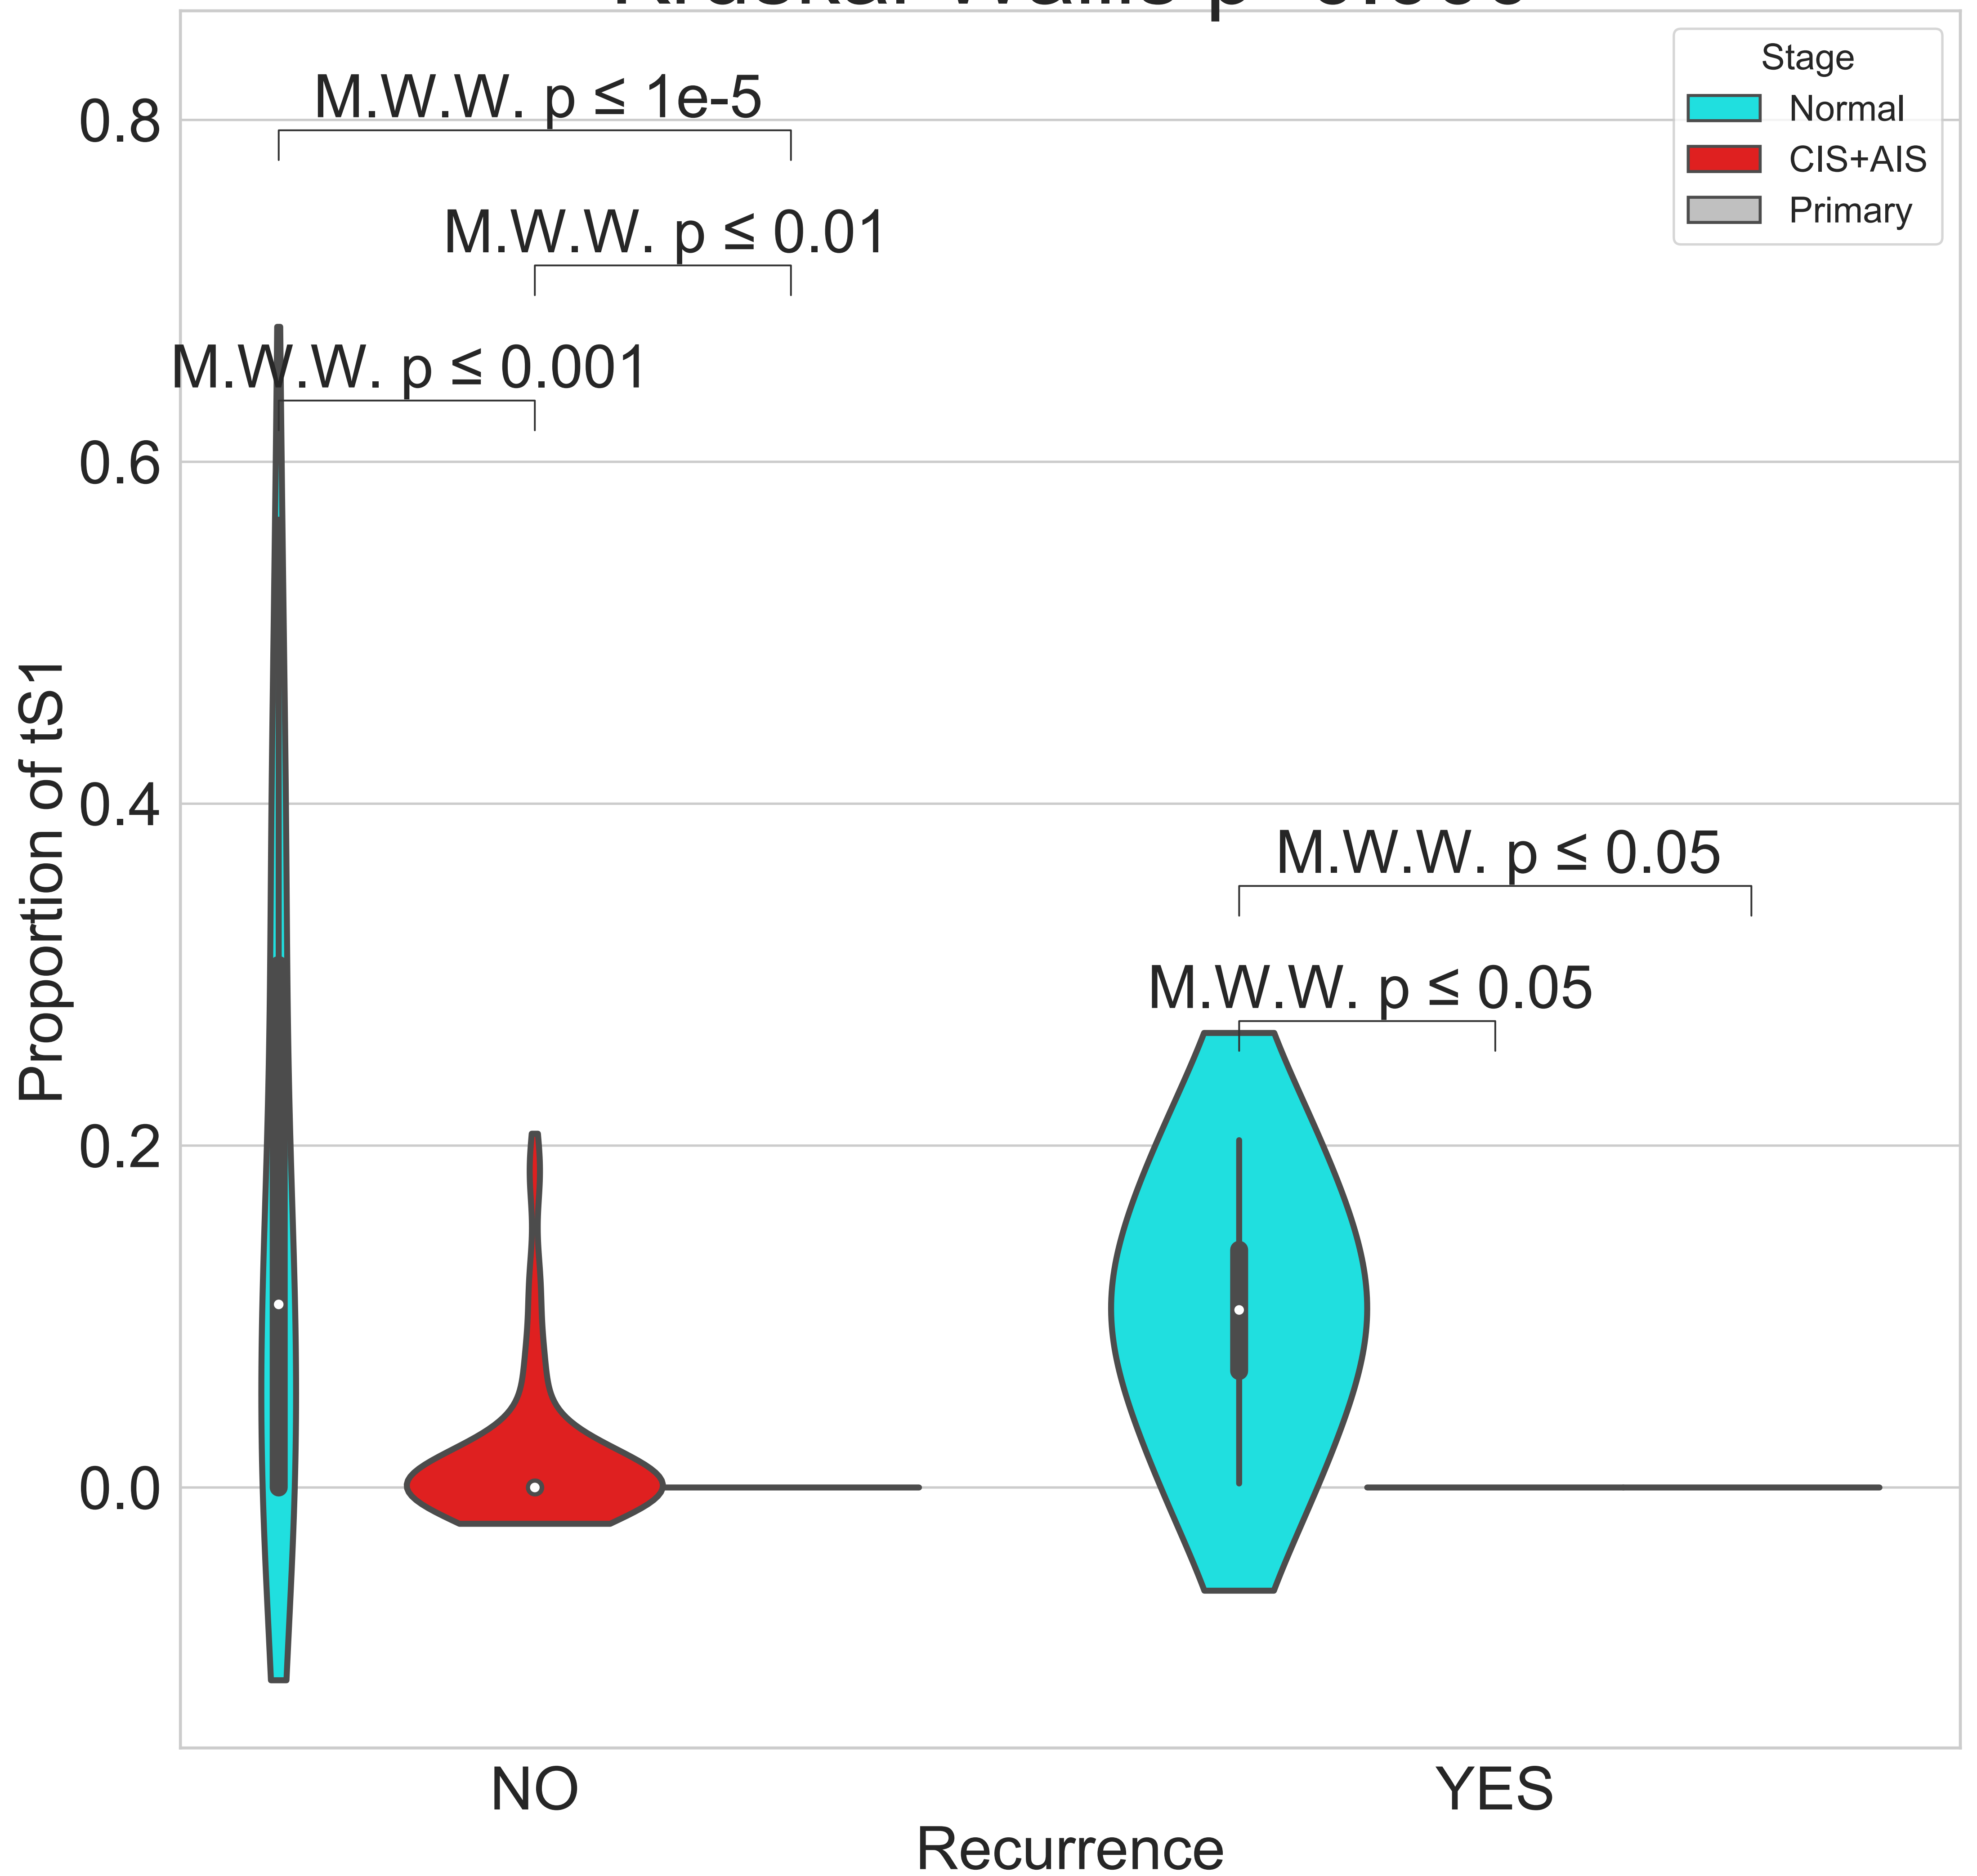 Stage
Normal
CIS+AIS
Primary
M.W.W. p ≤ 1e-5
M.W.W. p ≤ 0.01
M.W.W. p ≤ 0.001
M.W.W. p ≤ 0.05
M.W.W. p ≤ 0.05
0.8
0.6
0.4
0.2
0.0
Proportion of tS1
NO
YES
Recurrence